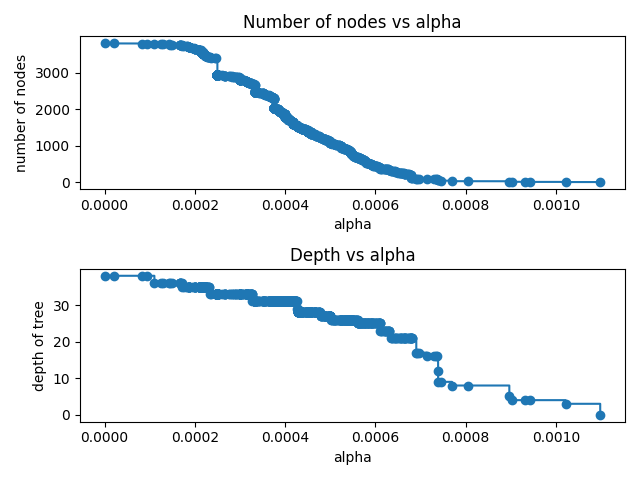 Number of nodes vs alpha
number of nodes
3000
2000
1000
0
0.0000 0.0002 0.0004 0.0006 0.0008 0.0010
alpha
Depth vs alpha
depth of tree
30
20
10
0
0.0000 0.0002 0.0004 0.0006 0.0008 0.0010
alpha